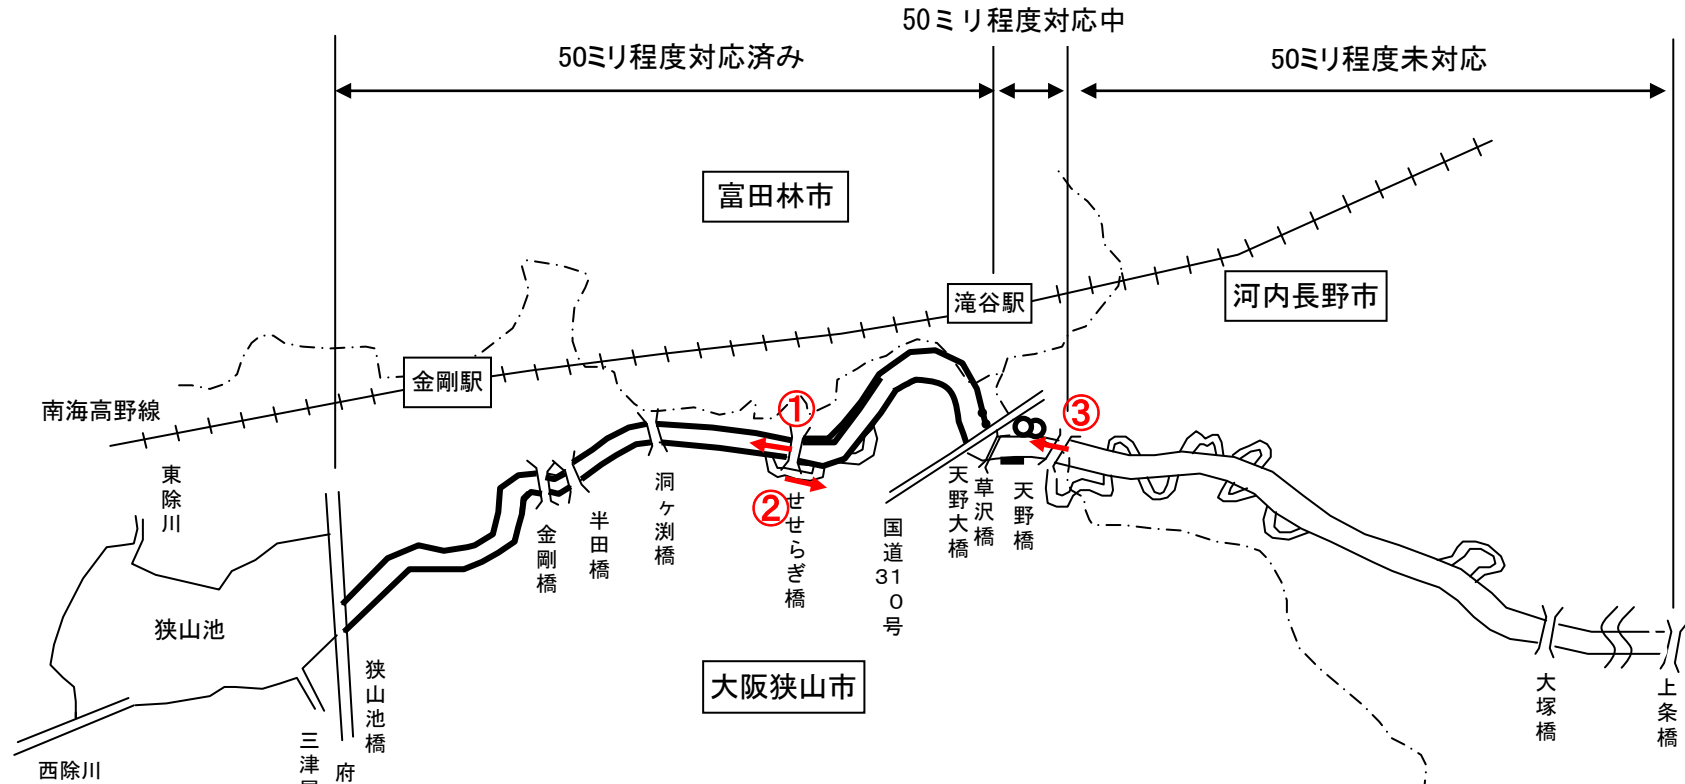 50ミリ程度対応中
50ミリ程度対応済み
50ミリ程度未対応
富田林市
河内長野市
滝谷駅
金剛駅
南海高野線
①
③
②
東除川
金剛橋
半田橋
洞ヶ渕橋
せせらぎ橋
国道310号
天野大橋
草沢橋
天野橋
狭山池
狭山池橋
大阪狭山市
大塚橋
上条橋
西除川
三津
府